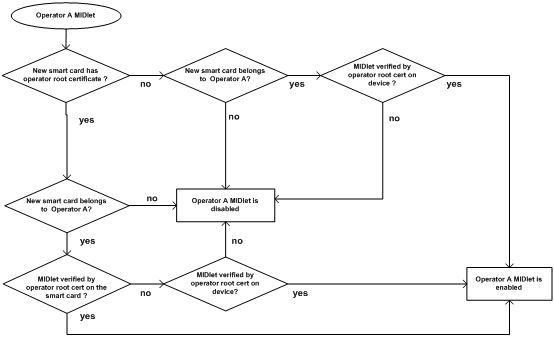 Operator A MIDlet
New smart card has
operator root certificate ?
no
New smart card belongs
to Operator A?
yes
MIDlet verified by
operator root cert on
device ?
yes
yes
no
no
New smart card belongs
to Operator A?
no
Operator A MIDlet is
disabled
yes
no
MIDlet verified by
operator root cert on the
smart card ?
no
MIDlet verified by
operator root cert on
device?
yes
Operator A MIDlet is
enabled
yes